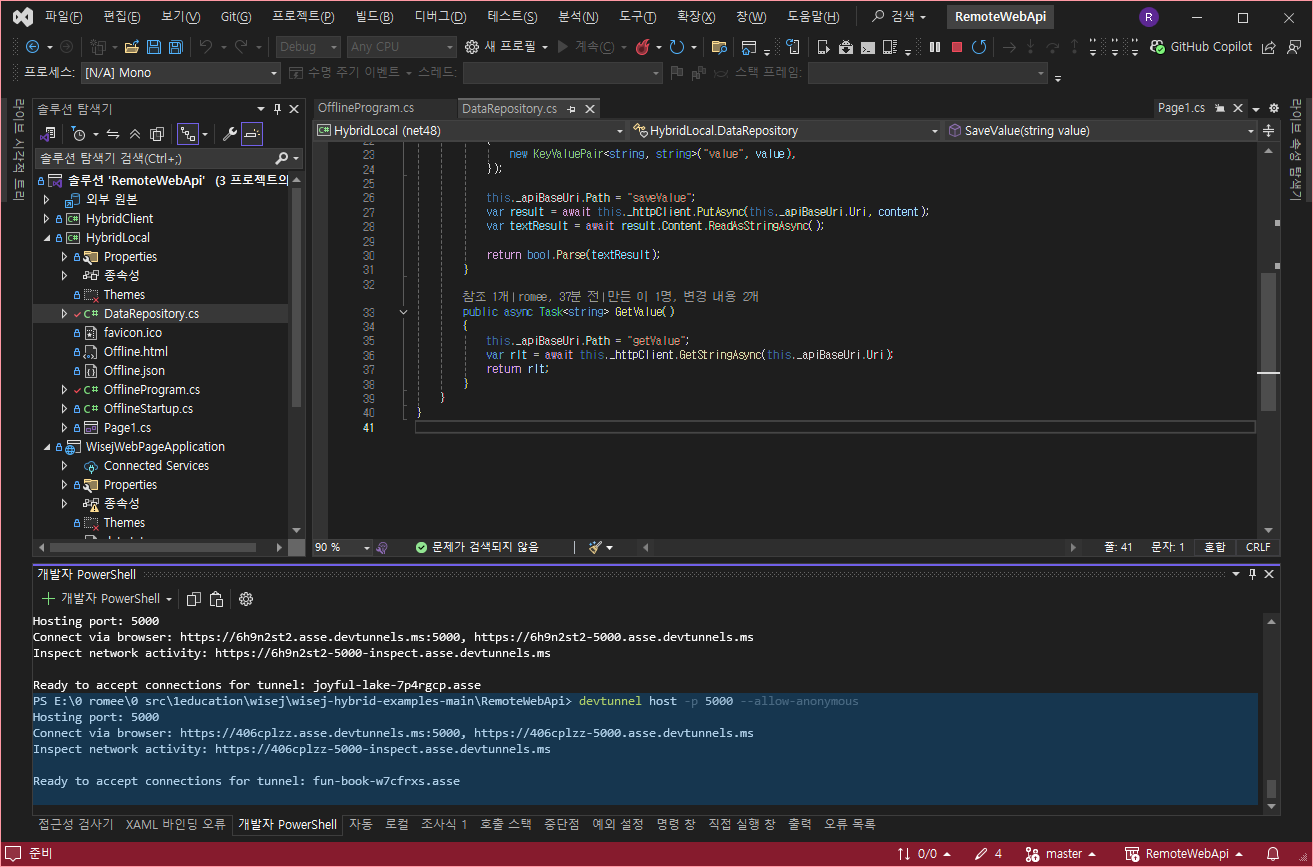 파일(F) 편집(E) 보기(V) Git(G) 프로젝트(P) 빌드(B) 디버그(D) 테스트(S) 분석(N) 도구(T) 확장(X) 창(W) 도움말(H) 검색 RemoteWebApi R
Debug Any CPU 새 프로필 계속(C) GitHub Copilot
프로세스: [N/A] Mono 수명 주기 이벤트 스레드: 스택 프레임:
라이브 시각적 트리
라이브 속성 탐색기
솔루션 탐색기
솔루션 탐색기 검색(Ctrl+;)
솔루션 'RemoteWebApi' (3 프로젝트의
외부 원본
HybridClient
HybridLocal
Properties
종속성
Themes
DataRepository.cs
favicon.ico
Offline.html
Offline.json
OfflineProgram.cs
OfflineStartup.cs
Page1.cs
WisejWebPageApplication
Connected Services
Properties
종속성
Themes
OfflineProgram.cs DataRepository.cs Page1.cs
HybridLocal (net48) HybridLocal.DataRepository SaveValue(string value)
22 {
23 new KeyValuePair<string, string>("value", value),
24 });
25
26 this._apiBaseUri.Path = "saveValue";
27 var result = await this._httpClient.PutAsync(this._apiBaseUri.Uri, content);
28 var textResult = await result.Content.ReadAsStringAsync();
29
30 return bool.Parse(textResult);
31 }
32
참조 1개|romee, 37분 전|만든 이 1명, 변경 내용 2개
33 public async Task<string> GetValue()
34 {
35 this._apiBaseUri.Path = "getValue";
36 var rlt = await this._httpClient.GetStringAsync(this._apiBaseUri.Uri);
37 return rlt;
38 }
39 }
40 }
41
90 % 문제가 검색되지 않음 줄: 41 문자: 1 혼합 CRLF
개발자 PowerShell
개발자 PowerShell
Hosting port: 5000
Connect via browser: https://6h9n2st2.asse.devtunnels.ms:5000, https://6h9n2st2-5000.asse.devtunnels.ms
Inspect network activity: https://6h9n2st2-5000-inspect.asse.devtunnels.ms
Ready to accept connections for tunnel: joyful-lake-7p4rgcp.asse
PS E:\0 romee\0 src\1education\wisej\wisej-hybrid-examples-main\RemoteWebApi> devtunnel host -p 5000 --allow-anonymous
Hosting port: 5000
Connect via browser: https://406cplzz.asse.devtunnels.ms:5000, https://406cplzz-5000.asse.devtunnels.ms
Inspect network activity: https://406cplzz-5000-inspect.asse.devtunnels.ms
Ready to accept connections for tunnel: fun-book-w7cfrxs.asse
접근성 검사기 XAML 바인딩 오류 개발자 PowerShell 자동 로컬 조사식 1 호출 스택 중단점 예외 설정 명령 창 직접 실행 창 출력 오류 목록
준비 0/0 4 master RemoteWebApi